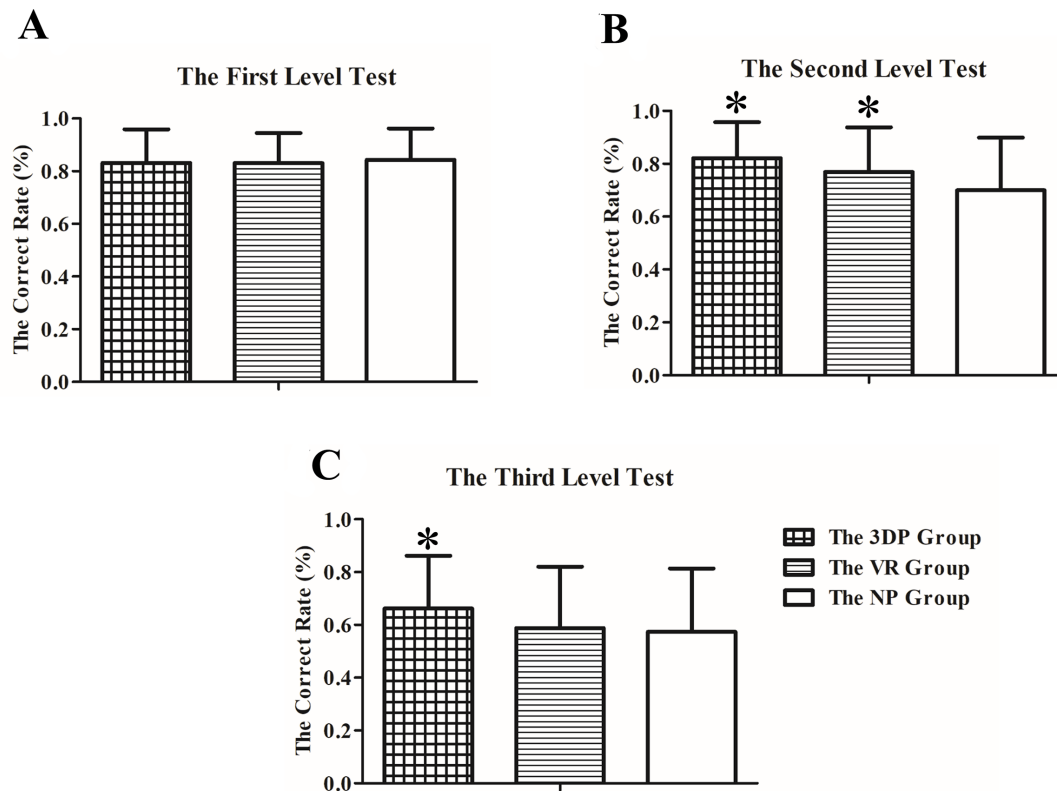 A
The First Level Test
The Correct Rate (%)
1.0
0.8
0.6
0.4
0.2
0.0
B
The Second Level Test
The Correct Rate (%)
1.0
0.8
0.6
0.4
0.2
0.0
*
*
C
The Third Level Test
The Correct Rate (%)
1.0
0.8
0.6
0.4
0.2
0.0
*
The 3DP Group
The VR Group
The NP Group